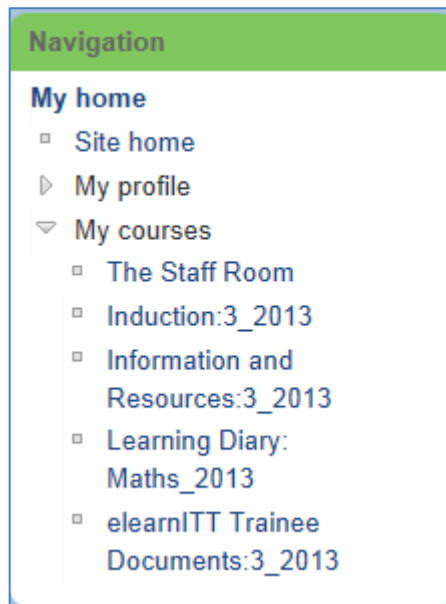 Navigation
My home
Site home
My profile
My courses
The Staff Room
Induction:3_2013
Information and
Resources:3_2013
Learning Diary:
Maths_2013
elearnITT Trainee
Documents:3_2013